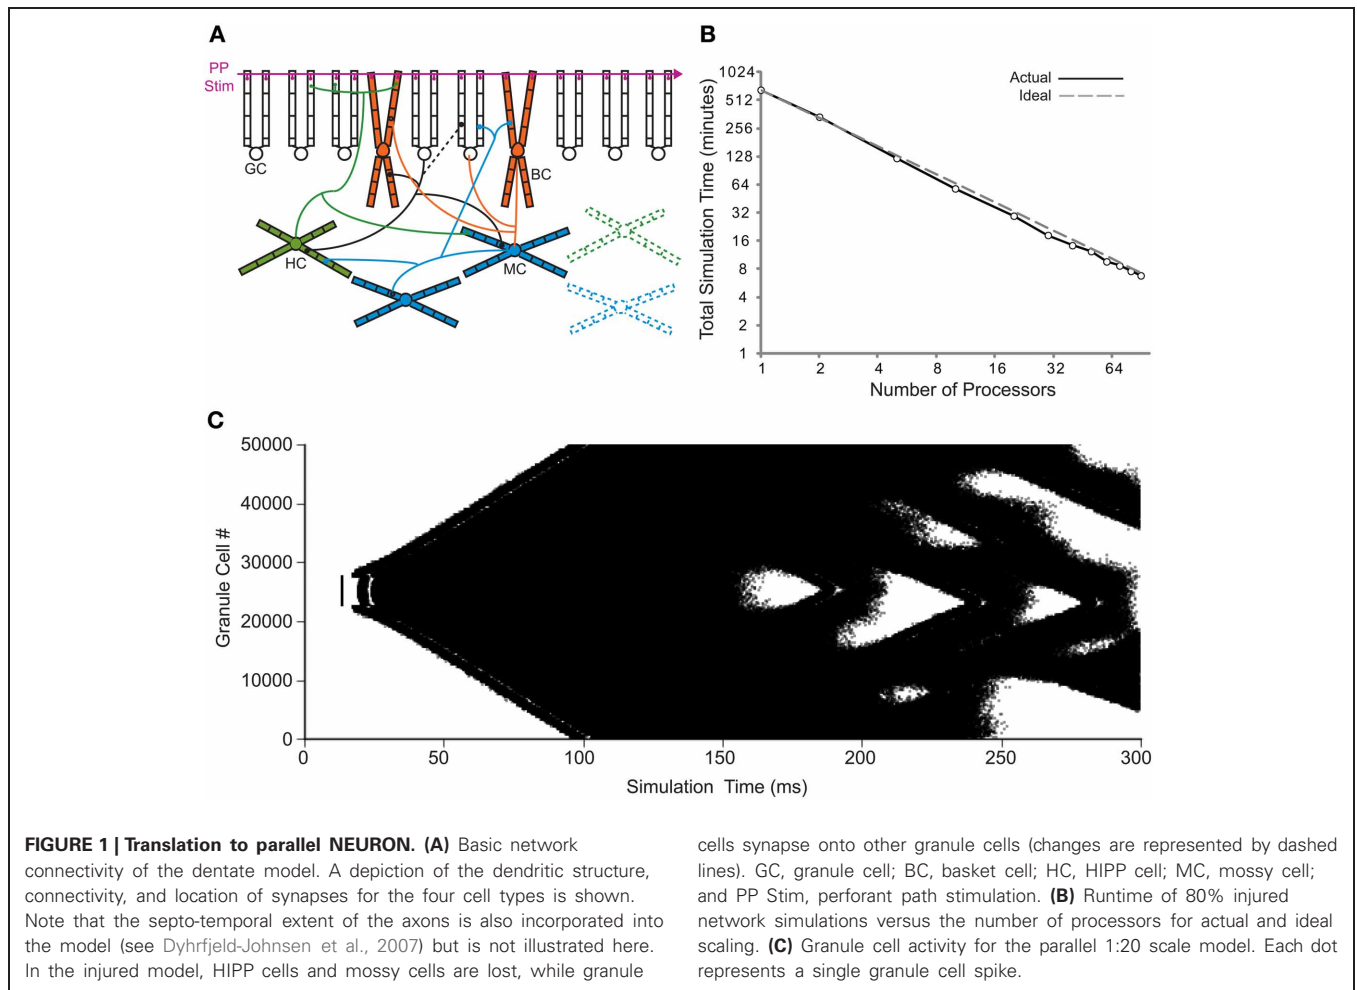 A
PP
Stim
GC
BC
HC
MC
B
Actual
Ideal
Total Simulation Time (minutes)
1024
512
256
128
64
32
16
8
4
2
1
1 2 4 8 16 32 64
Number of Processors
C
Granule Cell #
50000
40000
30000
20000
10000
0
0 50 100 150 200 250 300
Simulation Time (ms)
FIGURE 1 | Translation to parallel NEURON. (A) Basic network
connectivity of the dentate model. A depiction of the dendritic structure,
connectivity, and location of synapses for the four cell types is shown.
Note that the septo-temporal extent of the axons is also incorporated into
the model (see Dyhrfjeld-Johnsen et al., 2007) but is not illustrated here.
In the injured model, HIPP cells and mossy cells are lost, while granule
cells synapse onto other granule cells (changes are represented by dashed
lines). GC, granule cell; BC, basket cell; HC, HIPP cell; MC, mossy cell;
and PP Stim, perforant path stimulation. (B) Runtime of 80% injured
network simulations versus the number of processors for actual and ideal
scaling. (C) Granule cell activity for the parallel 1:20 scale model. Each dot
represents a single granule cell spike.